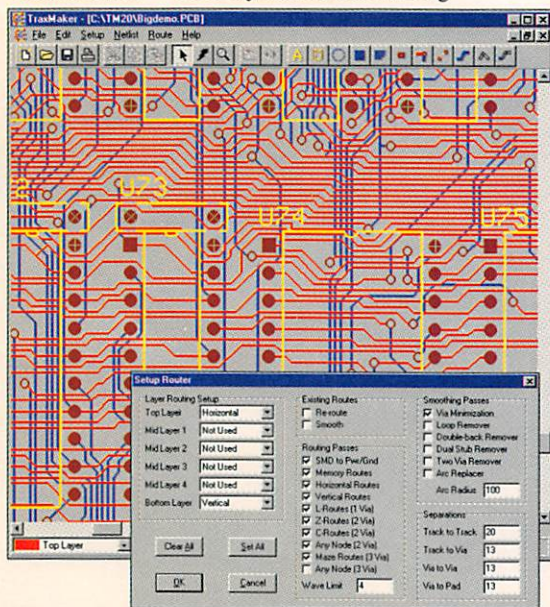 TraxMaker - [C:\TM20\Bigdemo.PCB]
File Edit Setup Netlist Route Help
U73
U74
U75
Setup Router
Layer Routing Setup
Top Layer Horizontal
Mid Layer 1 Not Used
Mid Layer 2 Not Used
Mid Layer 3 Not Used
Mid Layer 4 Not Used
Bottom Layer Vertical
Clear All Set All
OK Cancel
Existing Routes
Re-route
Smooth
Routing Passes
SMD to Pwr/Gnd
Memory Routes
Horizontal Routes
Vertical Routes
L-Routes (1 Via)
Z-Routes (2 Via)
C-Routes (2 Via)
Any Node (2 Via)
Maze Routes (3 Via)
Any Node (3 Via)
Wave Limit 4
Smoothing Passes
Via Minimization
Loop Remover
Double-back Remover
Dual Stub Remover
Two Via Remover
Arc Replacer
Arc Radius 100
Separations
Track to Track 20
Track to Via 13
Via to Via 13
Via to Pad 13
Top Layer